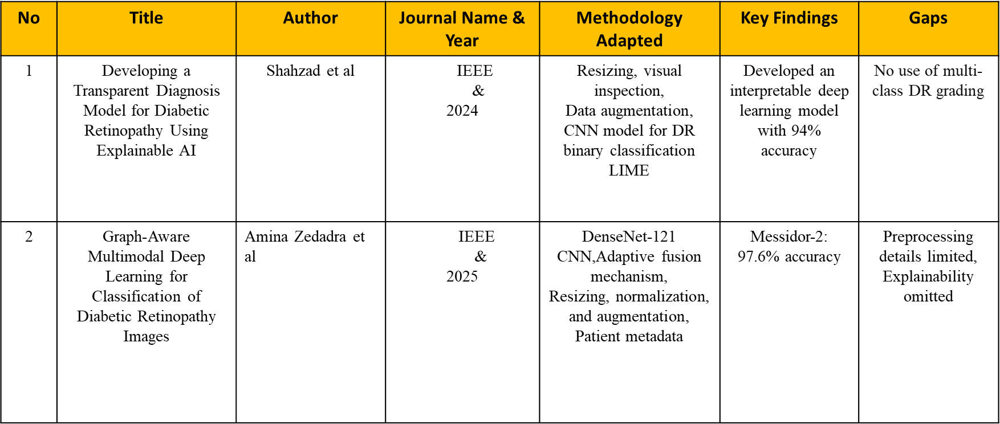 No
Title
Author
Journal Name &
Year
Methodology
Adapted
Key Findings
Gaps
1
Developing a
Transparent Diagnosis
Model for Diabetic
Retinopathy Using
Explainable AI
Shahzad et al
IEEE
&
2024
Resizing, visual
inspection,
Data augmentation,
CNN model for DR
binary classification
LIME
Developed an
interpretable deep
learning model
with 94%
accuracy
No use of multi-
class DR grading
2
Graph-Aware
Multimodal Deep
Learning for
Classification of
Diabetic Retinopathy
Images
Amina Zedadra et
al
IEEE
&
2025
DenseNet-121
CNN,Adaptive fusion
mechanism,
Resizing, normalization,
and augmentation,
Patient metadata
Messidor-2:
97.6% accuracy
Preprocessing
details limited,
Explainability
omitted